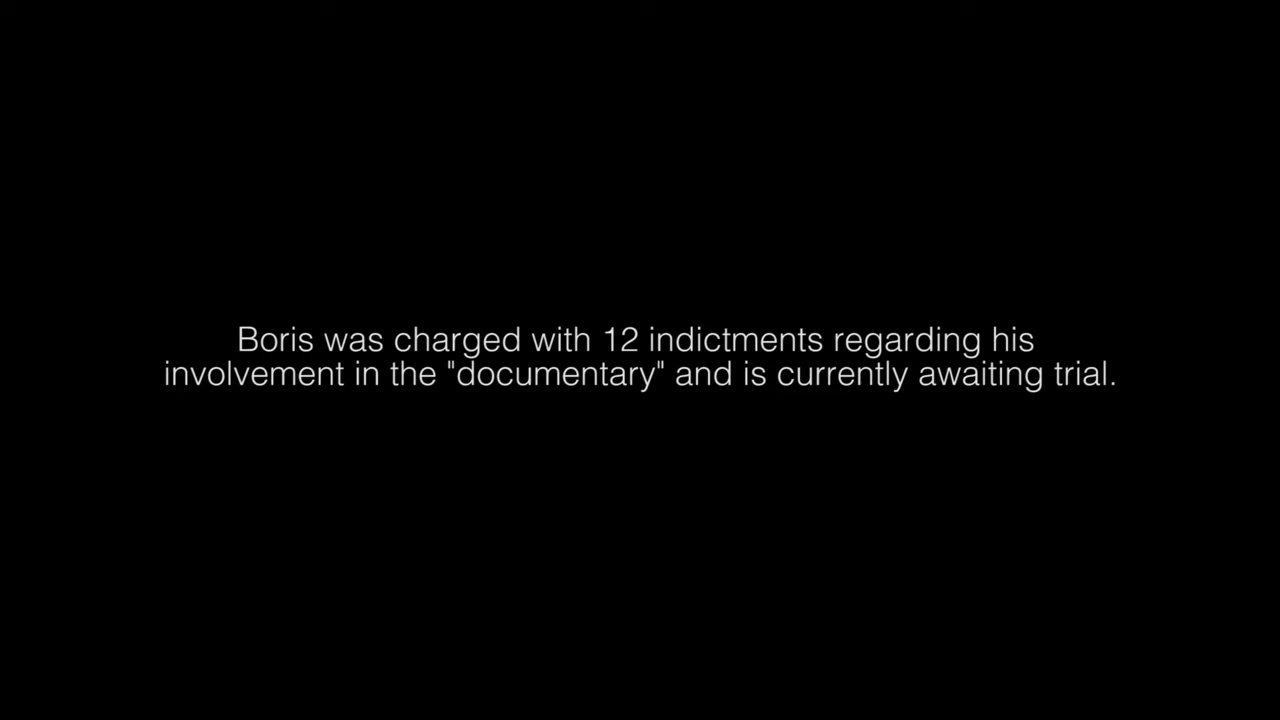 Boris was charged with 12 indictments regarding his
involvement in the "documentary" and is currently awaiting trial.